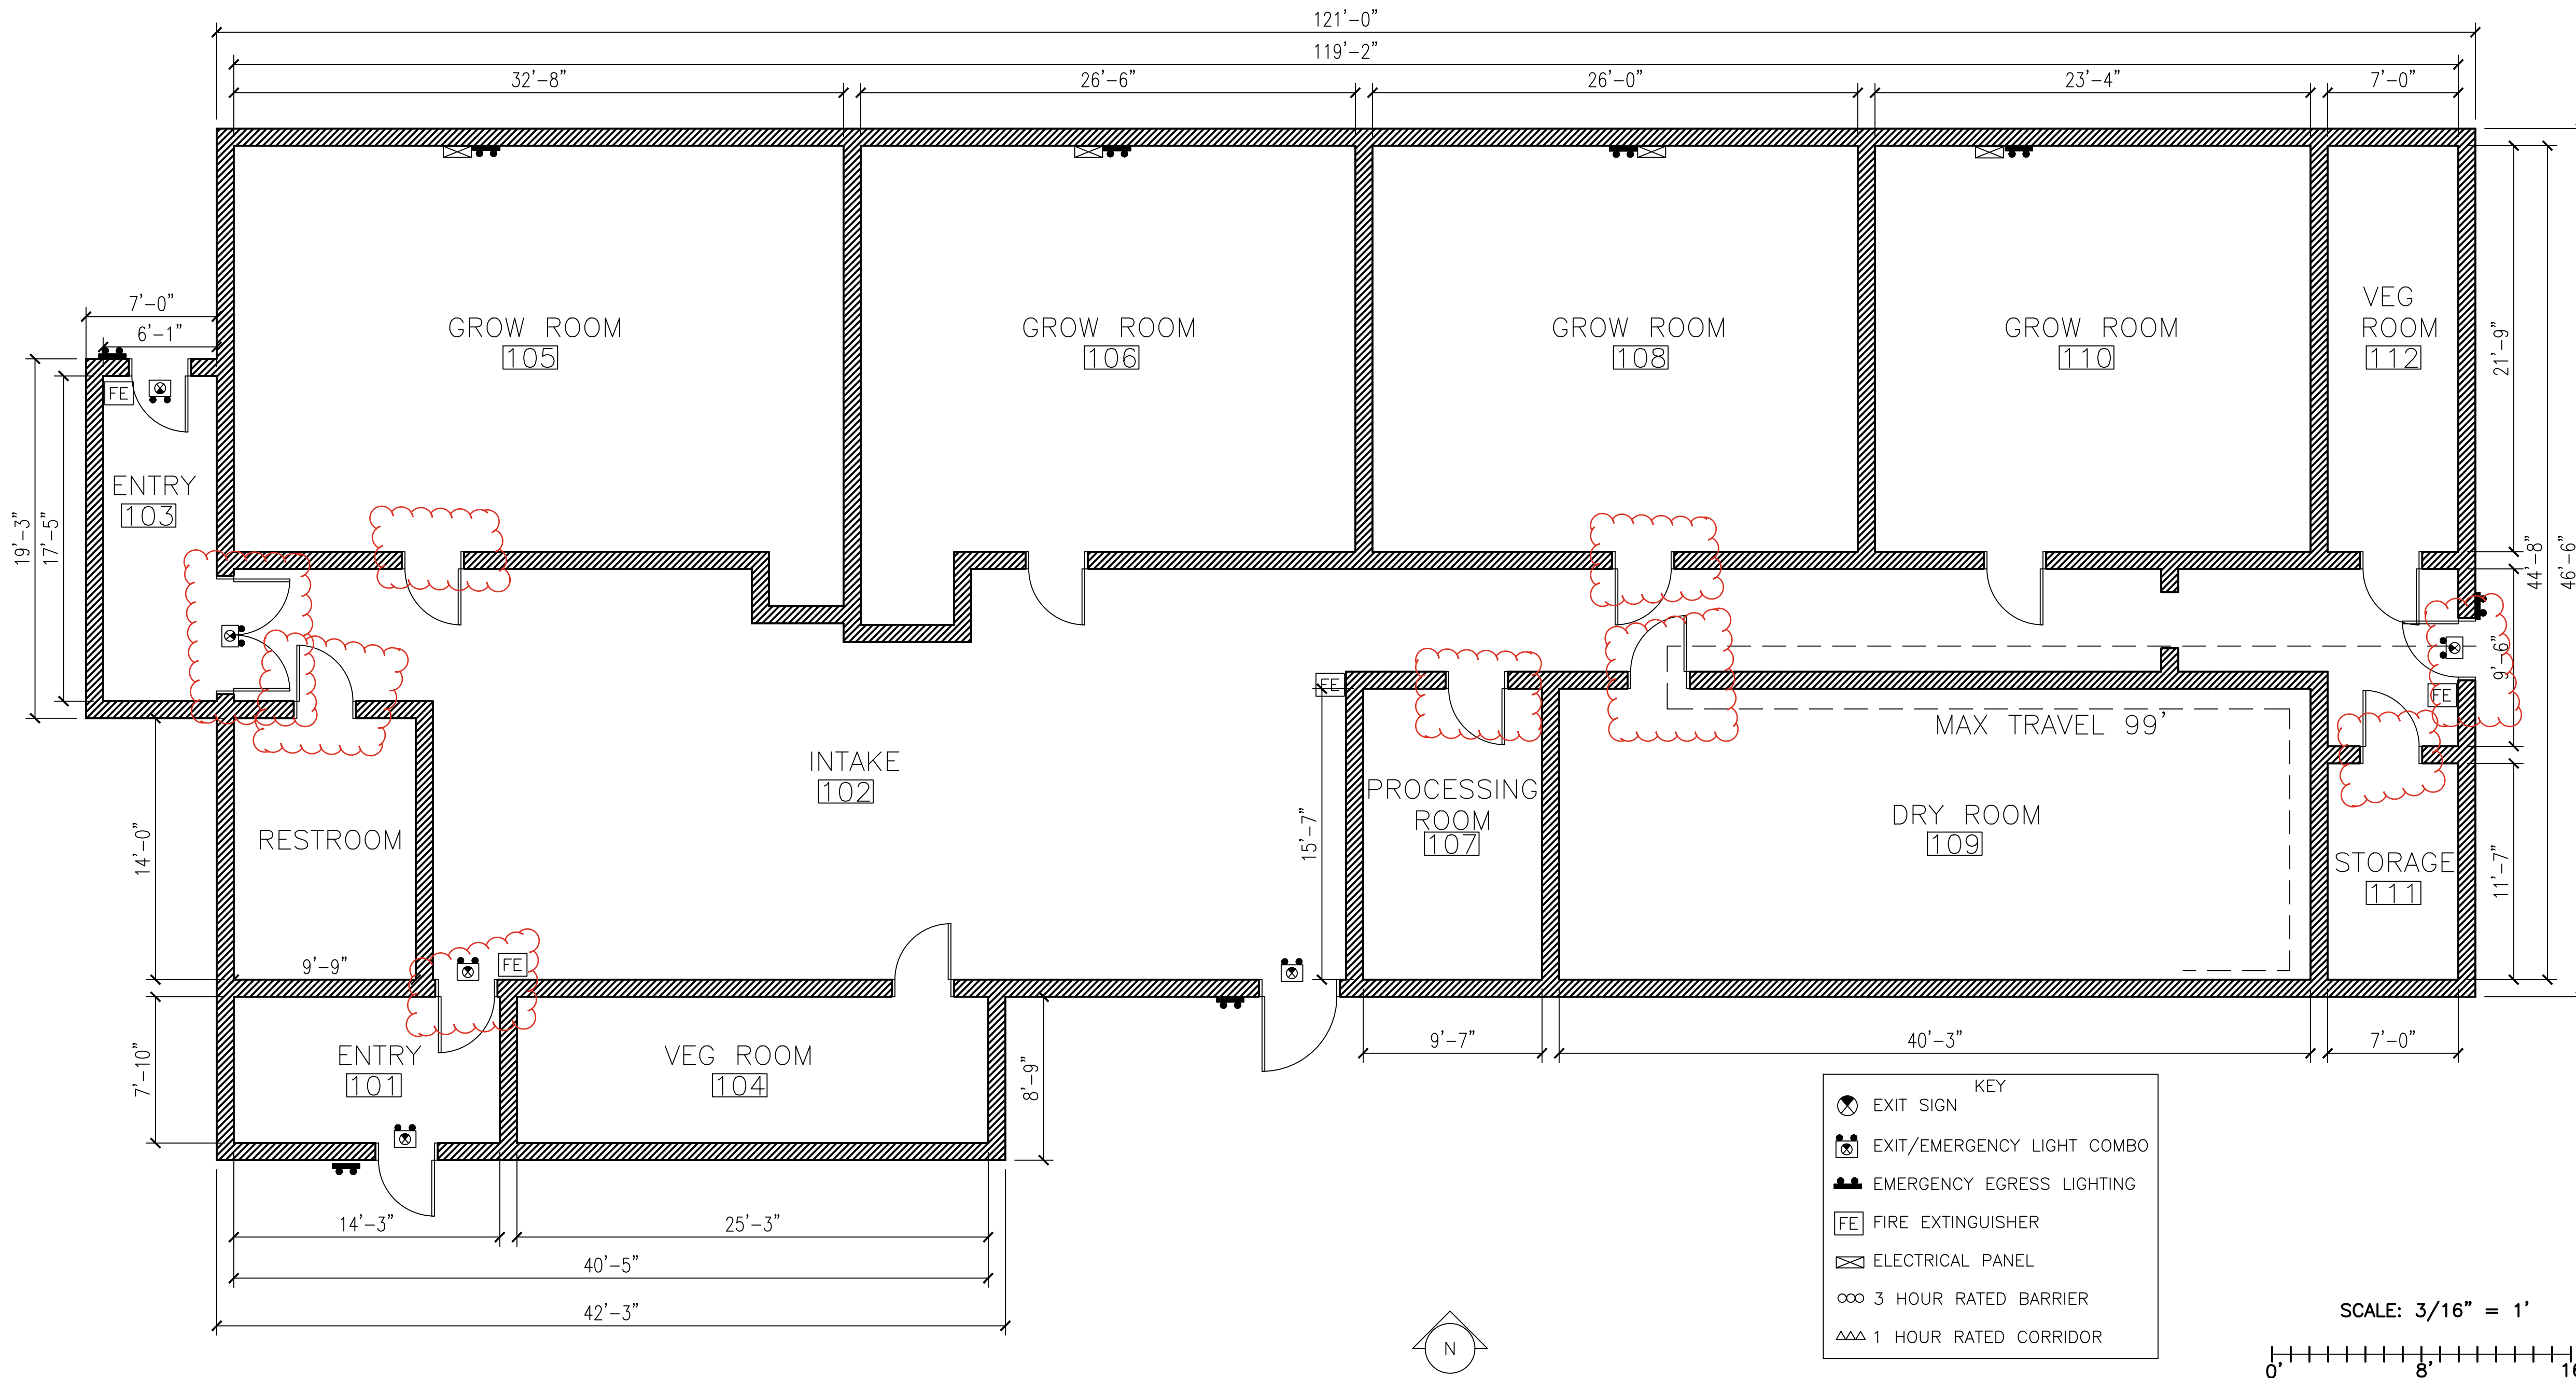 121'-0"
119'-2"
32'-8"
26'-6"
26'-0"
23'-4"
7'-0"
7'-0"
6'-1"
GROW ROOM
105
GROW ROOM
106
GROW ROOM
108
GROW ROOM
110
VEG
ROOM
112
21'-9"
FE
ENTRY
103
19'-3"
17'-5"
44'-8"
46'-6"
9'-6"
FE
FE
MAX TRAVEL 99'
INTAKE
102
PROCESSING
ROOM
107
DRY ROOM
109
15'-7"
14'-0"
RESTROOM
STORAGE
111
11'-7"
9'-9"
FE
ENTRY
101
VEG ROOM
104
7'-10"
8'-9"
9'-7"
40'-3"
7'-0"
14'-3"
25'-3"
40'-5"
42'-3"
KEY
EXIT SIGN
EXIT/EMERGENCY LIGHT COMBO
EMERGENCY EGRESS LIGHTING
FE FIRE EXTINGUISHER
ELECTRICAL PANEL
3 HOUR RATED BARRIER
1 HOUR RATED CORRIDOR
N
SCALE: 3/16" = 1'
0' 8'